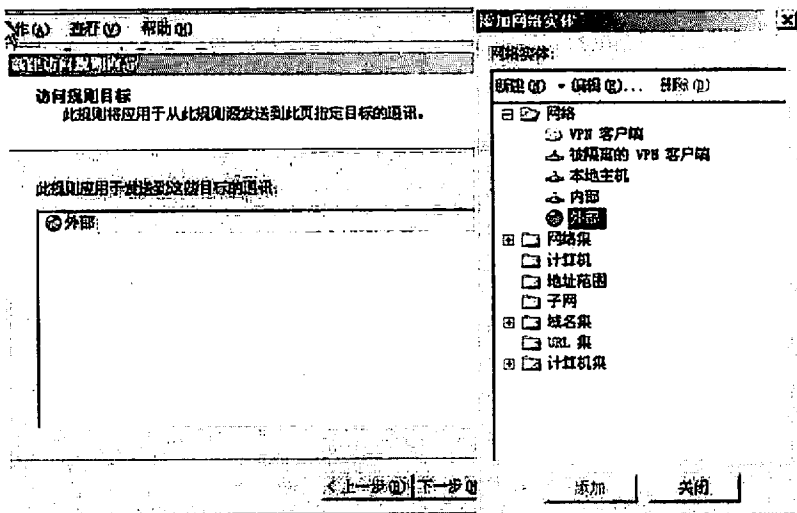 作(A) 查看(V) 帮助(H)
新建访问规则向导
访问规则目标
此规则将应用于从此规则源发送到此页指定目标的通讯。
此规则应用于发送到这些目标的通讯:
外部
<上一步(B) 下一步(N
添加网络实体
网络实体:
新建(W) 编辑(E)... 删除(D)
网络
VPN 客户端
被隔离的 VPN 客户端
本地主机
内部
外部
网络集
计算机
地址范围
子网
域名集
URL 集
计算机集
添加 关闭